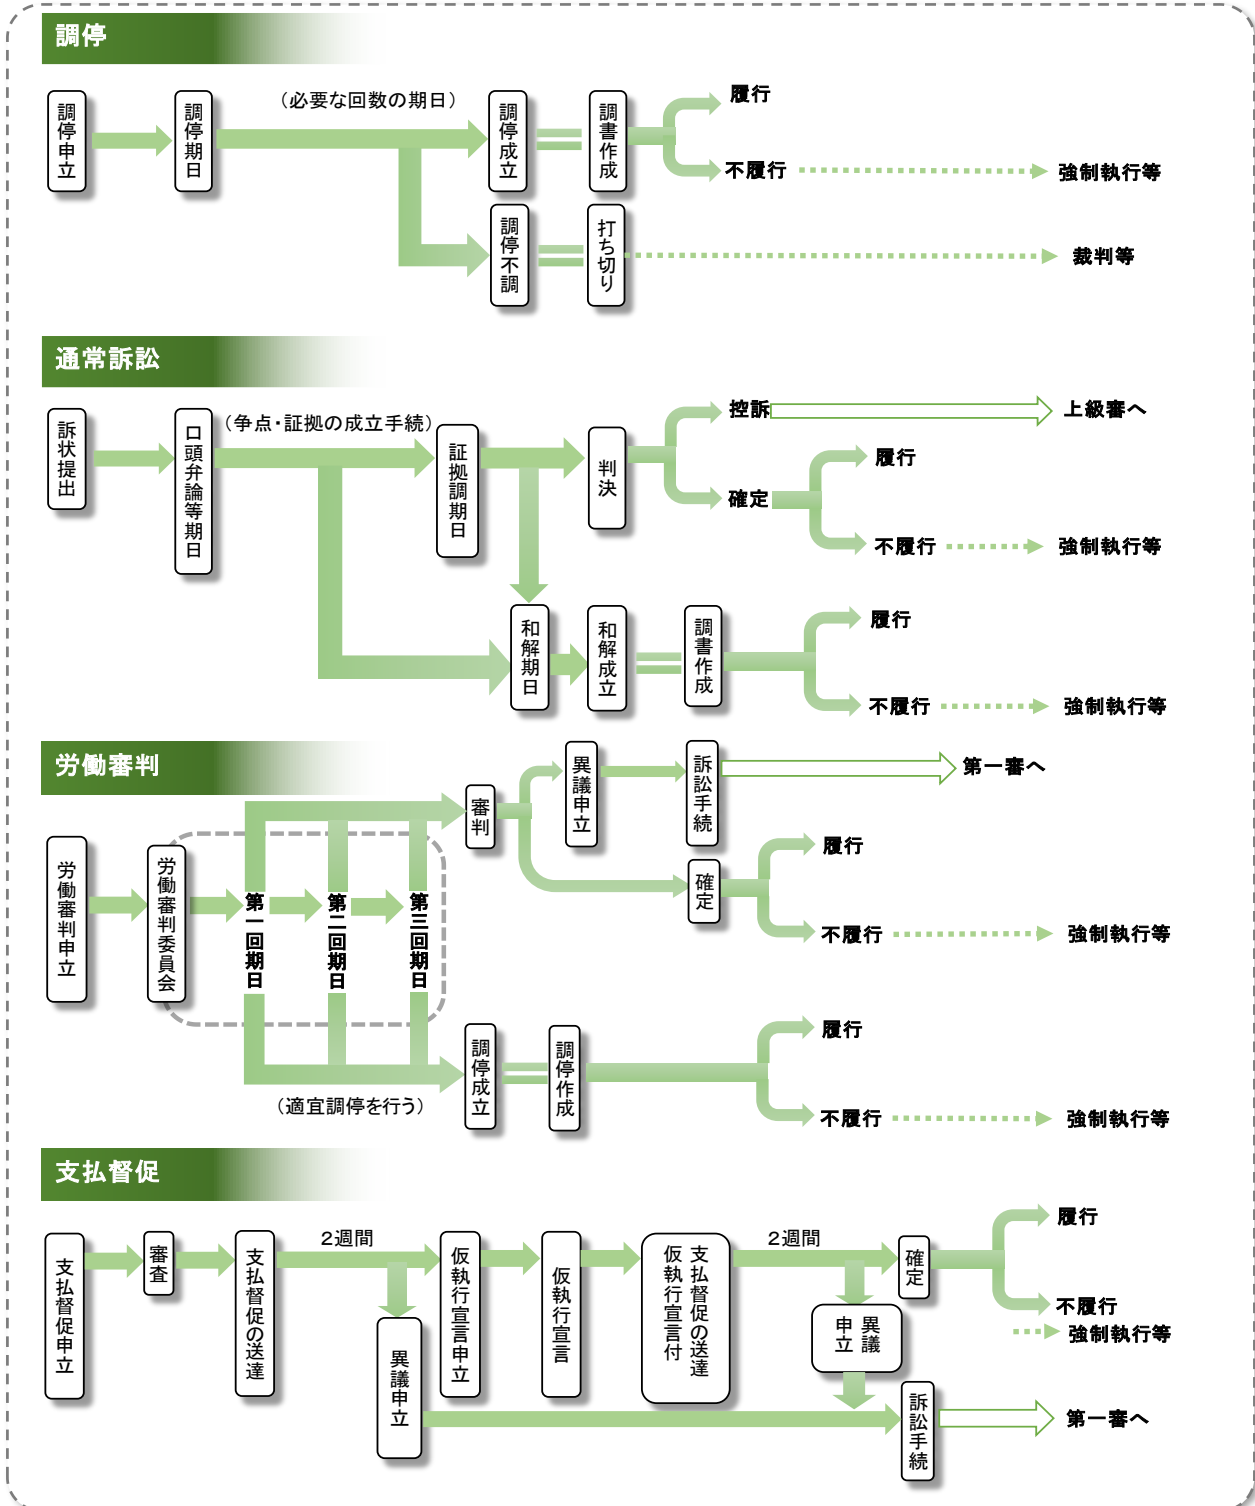 調停
調停申立
調停期日
（必要な回数の期日）
調停成立
調書作成
履行
不履行
強制執行等
調停不調
打ち切り
裁判等
通常訴訟
訴状提出
口頭弁論等期日
（争点・証拠の成立手続）
証拠調期日
判決
控訴
上級審へ
確定
履行
不履行
強制執行等
和解期日
和解成立
調書作成
履行
不履行
強制執行等
労働審判
労働審判申立
労働審判委員会
第一回期日
第二回期日
第三回期日
審判
異議申立
訴訟手続
第一審へ
確定
履行
不履行
強制執行等
（適宜調停を行う）
調停成立
調停作成
履行
不履行
強制執行等
支払督促
支払督促申立
審査
支払督促の送達
２週間
異議申立
仮執行宣言申立
仮執行宣言
支払督促の送達
仮執行宣言付
２週間
異議
申立
確定
履行
不履行
強制執行等
訴訟手続
第一審へ